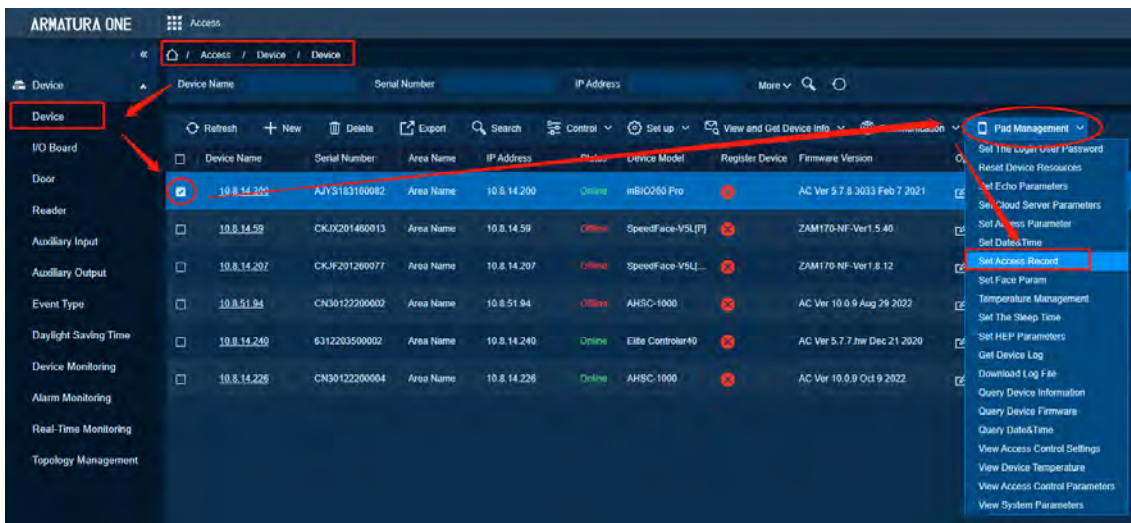 ARMATURA ONE
Access
/ Access / Device / Device
Device
Device
I/O Board
Door
Reader
Auxiliary Input
Auxiliary Output
Event Type
Daylight Saving Time
Device Monitoring
Alarm Monitoring
Real-Time Monitoring
Topology Management
Device Name Serial Number IP Address More
Refresh New Delete Export Search Control Set up View and Get Device Info Pad Management
Device Name Serial Number Area Name IP Address Status Device Model Register Device Firmware Version
10.8.14.200 AJYS183160082 Area Name 10.8.14.200 Online inBIO260 Pro AC Ver 5.7.8.3033 Feb 7 2021
10.8.14.59 CKJX201460013 Area Name 10.8.14.59 Offline SpeedFace-V5L[P] ZAM170-NF-Ver1.5.40
10.8.14.207 CKJF201260077 Area Name 10.8.14.207 Offline SpeedFace-V5L[... ZAM170-NF-Ver1.8.12
10.8.51.94 CN30122200002 Area Name 10.8.51.94 Offline AHSC-1000 AC Ver 10.0.9 Aug 29 2022
10.8.14.240 6312203500002 Area Name 10.8.14.240 Online Elite Controler40 AC Ver 5.7.7.hw Dec 21 2020
10.8.14.226 CN30122200004 Area Name 10.8.14.226 Online AHSC-1000 AC Ver 10.0.9 Oct 9 2022
Set The Login User Password
Reset Device Resources
Set Echo Parameters
Set Cloud Server Parameters
Set Access Parameter
Set Date&Time
Set Access Record
Set Face Param
Temperature Management
Set The Sleep Time
Set HEP Parameters
Get Device Log
Download Log File
Query Device Information
Query Device Firmware
Query Date&Time
View Access Control Settings
View Device Temperature
View Access Control Parameters
View System Parameters